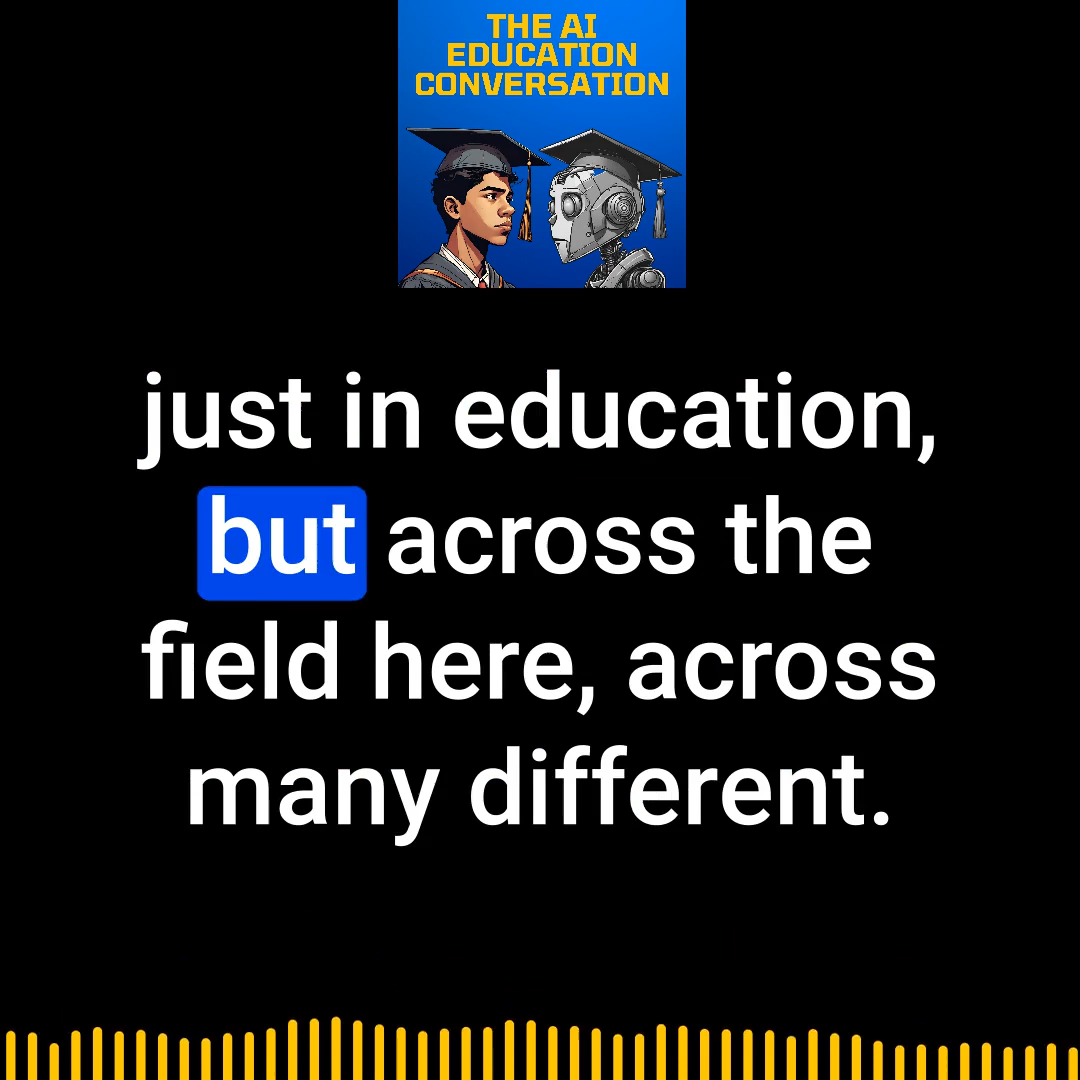 THE AI
EDUCATION
CONVERSATION
just in education,
but across the
field here, across
many different.